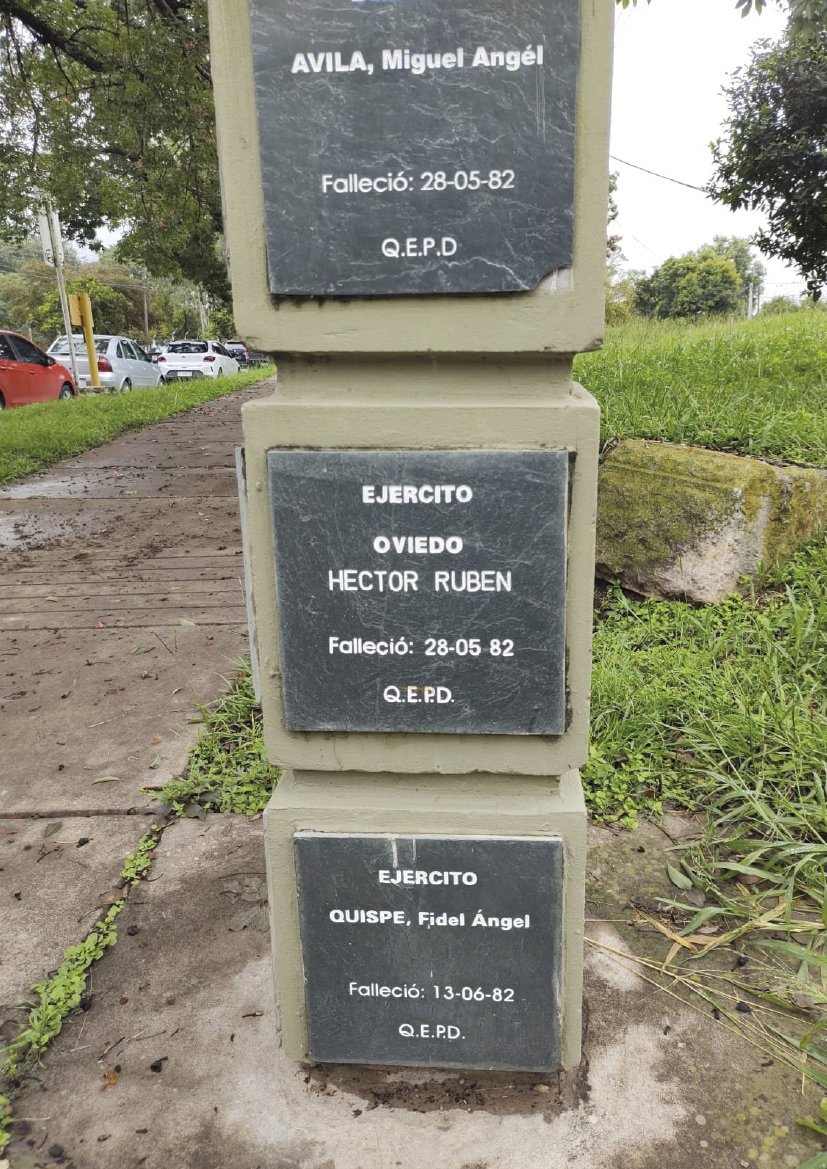 AVILA, Miguel Angél
Falleció: 28-05-82
Q.E.P.D
EJERCITO
OVIEDO
HECTOR RUBEN
Falleció: 28-05 82
Q.E.P.D.
EJERCITO
QUISPE, Fidel Ángel
Falleció: 13-06-82
Q.E.P.D.